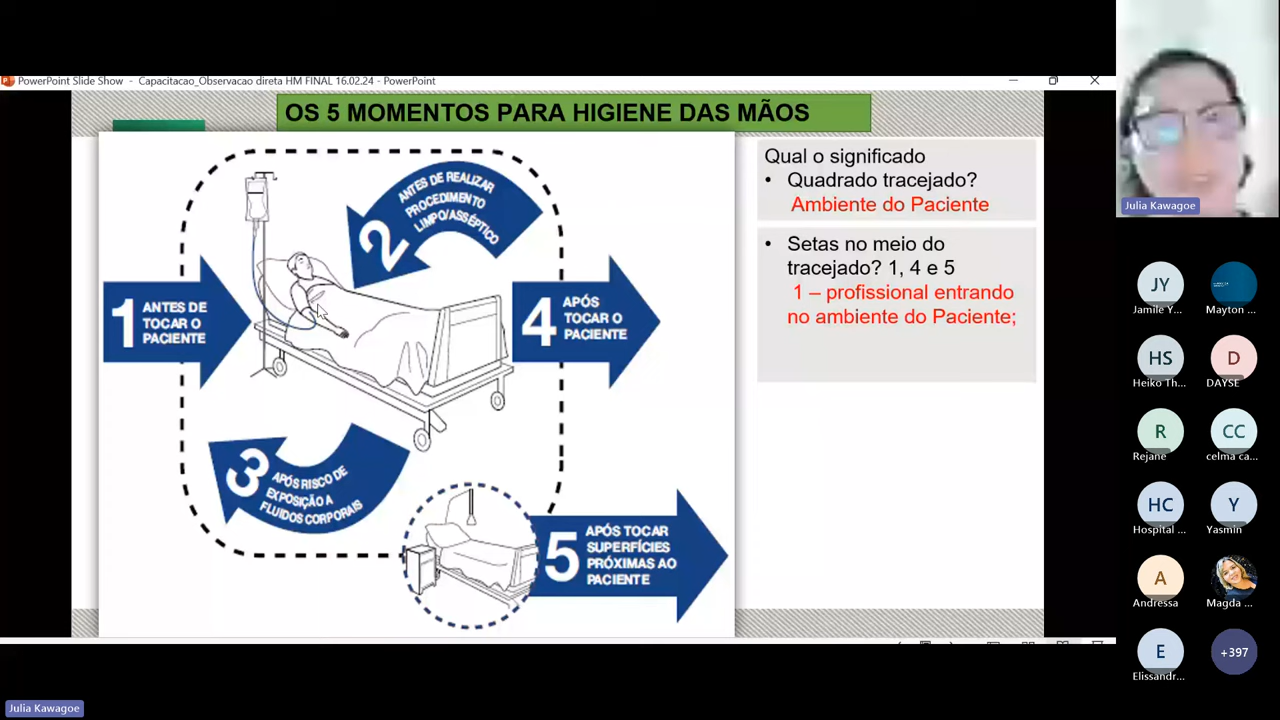 PowerPoint Slide Show - Capacitacao_Observacao direta HM FINAL 16.02.24 - PowerPoint
OS 5 MOMENTOS PARA HIGIENE DAS MÃOS
1
ANTES DE
TOCAR O
PACIENTE
2
ANTES DE REALIZAR
PROCEDIMENTO
LIMPO/ASSÉPTICO
3
APÓS RISCO DE
EXPOSIÇÃO A
FLUIDOS CORPORAIS
4
APÓS
TOCAR O
PACIENTE
5
APÓS TOCAR
SUPERFÍCIES
PRÓXIMAS AO
PACIENTE
Qual o significado
• Quadrado tracejado?
Ambiente do Paciente
• Setas no meio do
tracejado? 1, 4 e 5
1 – profissional entrando
no ambiente do Paciente;
Julia Kawagoe
JY
Jamile Y...
Mayton ...
HS
Heiko Th...
D
DAYSE
R
Rejane
CC
celma ca...
HC
Hospital ...
Y
Yasmin
A
Andressa
Magda ...
E
Elissandr...
+397
Julia Kawagoe